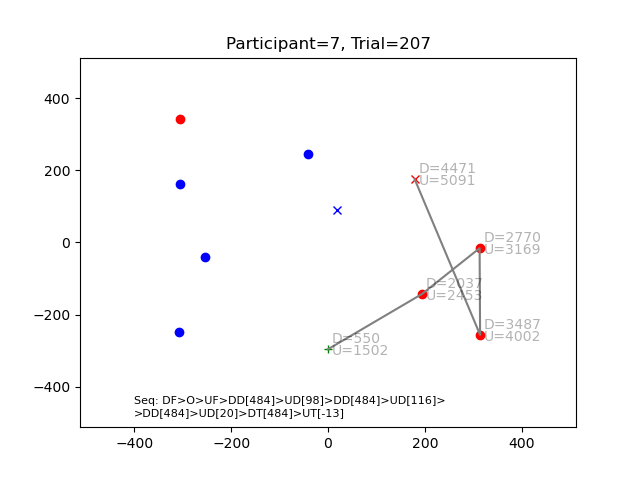 Participant=7, Trial=207
400
200
0
−200
−400
D=4471
U=5091
D=2770
U=3169
D=2037
U=2453
D=3487
U=4002
D=550
U=1502
Seq: DF>O>UF>DD[484]>UD[98]>DD[484]>UD[116]>
>DD[484]>UD[20]>DT[484]>UT[-13]
−400 −200 0 200 400